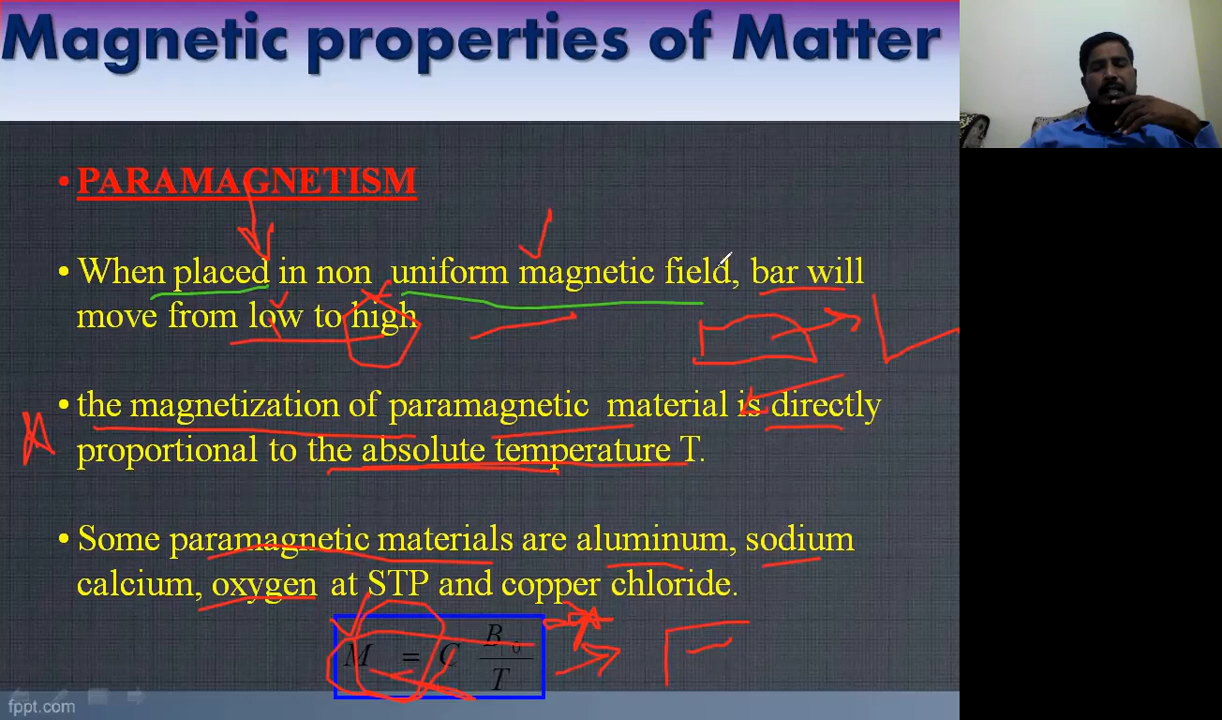 Magnetic properties of Matter
• PARAMAGNETISM
• When placed in non uniform magnetic field, bar will
move from low to high
• the magnetization of paramagnetic material is directly
proportional to the absolute temperature T.
• Some paramagnetic materials are aluminum, sodium
calcium, oxygen at STP and copper chloride.
M = C B₀ / T
fppt.com